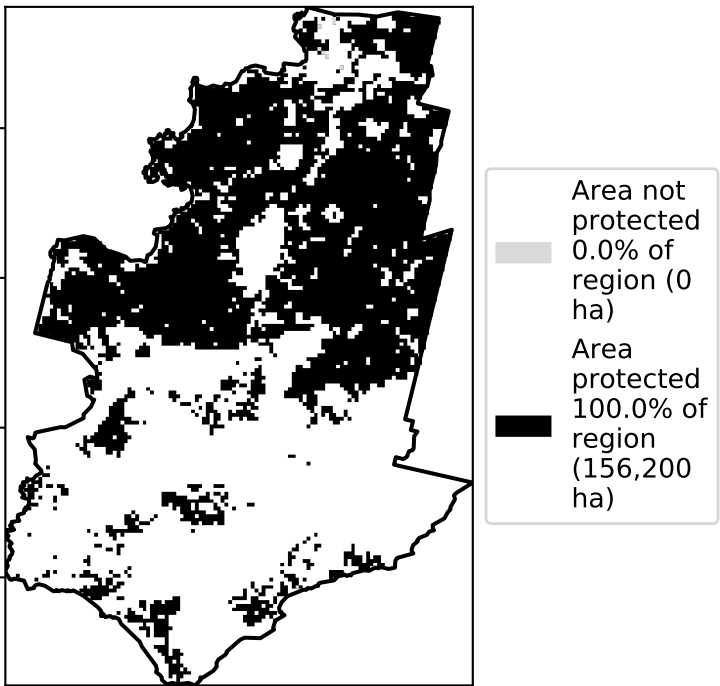 Area not
protected
0.0% of
region (0
ha)
Area
protected
100.0% of
region
(156,200
ha)